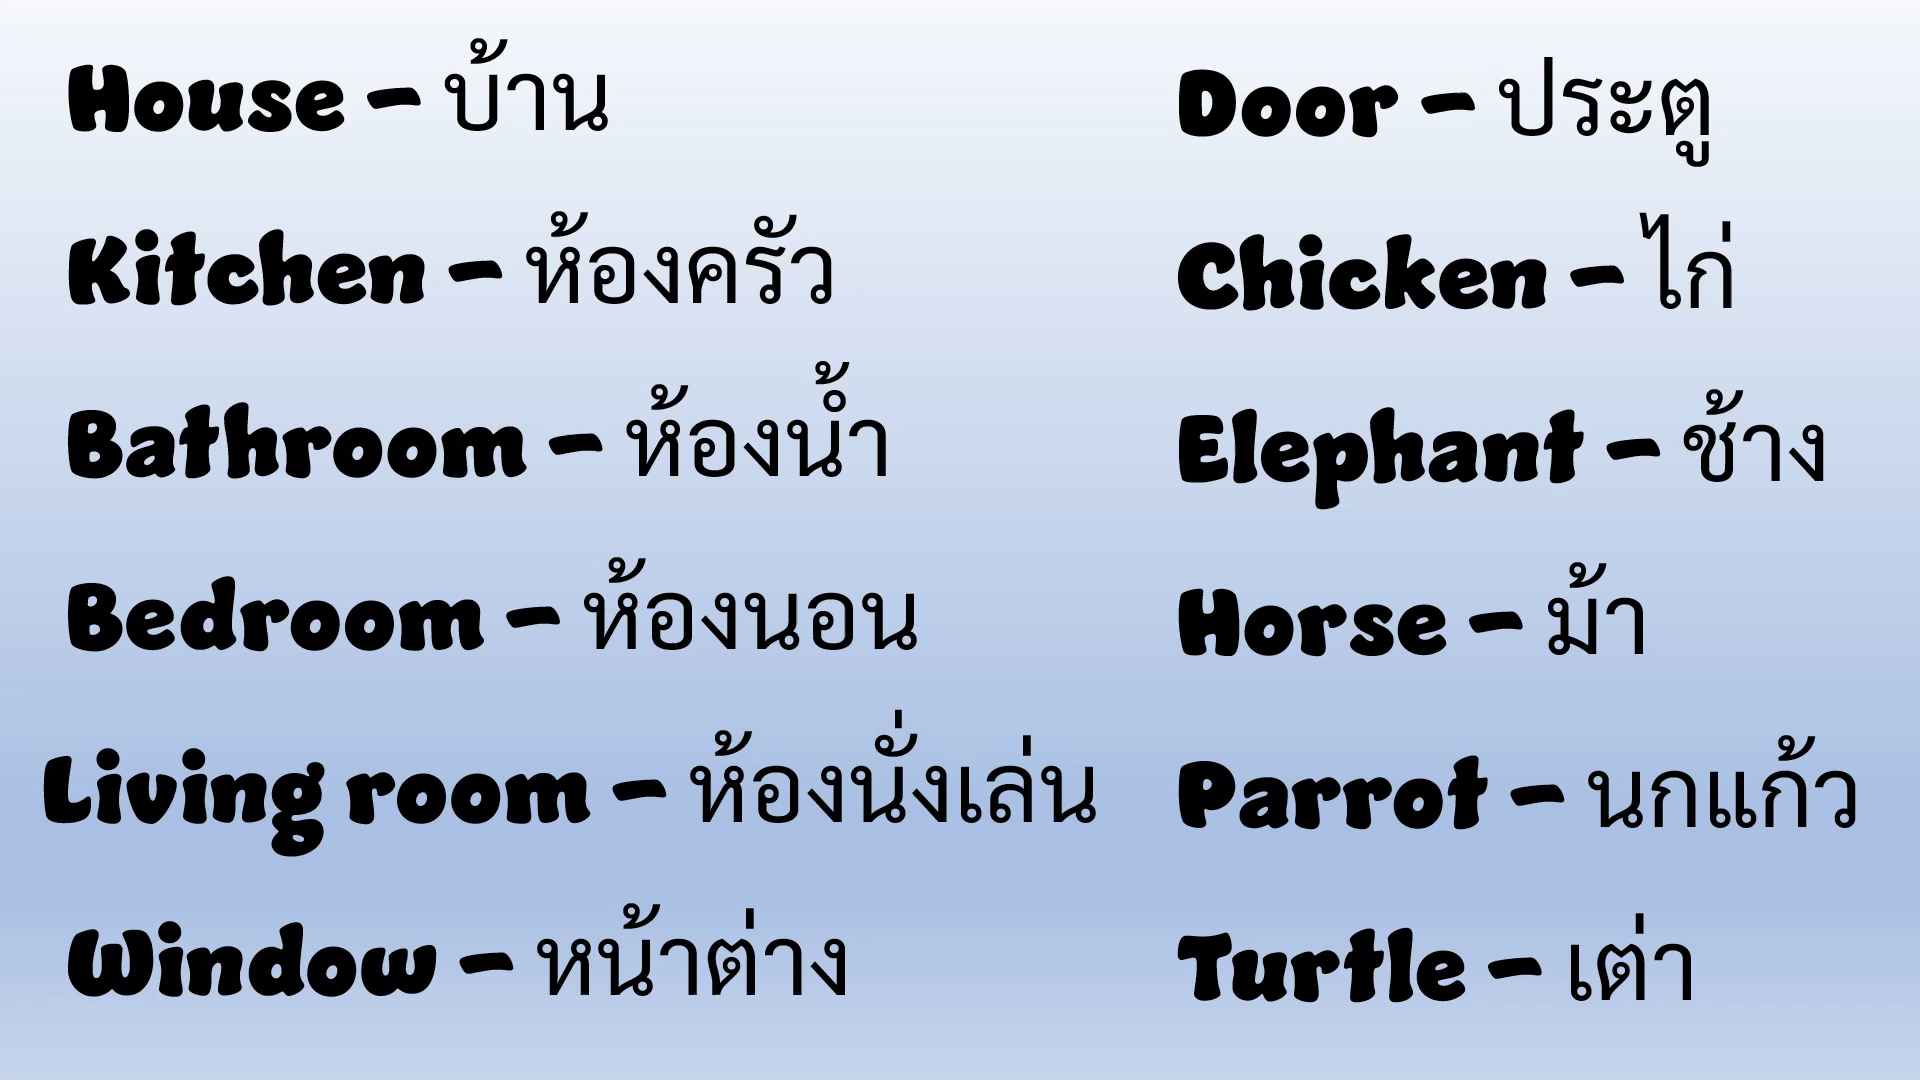 House - บ้าน
Kitchen - ห้องครัว
Bathroom - ห้องน้ำ
Bedroom - ห้องนอน
Living room - ห้องนั่งเล่น
Window - หน้าต่าง
Door - ประตู
Chicken - ไก่
Elephant - ช้าง
Horse - ม้า
Parrot - นกแก้ว
Turtle - เต่า